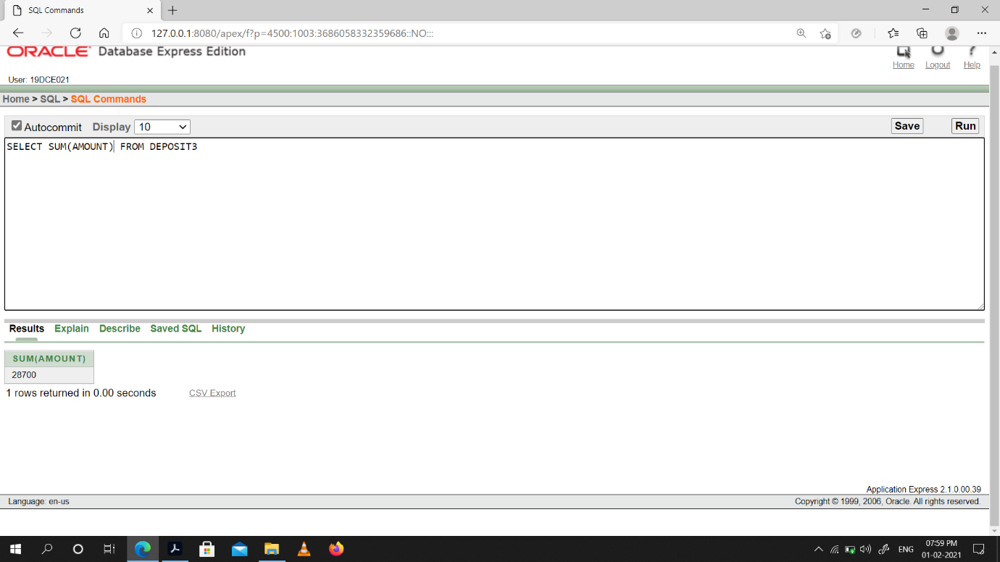 SQL Commands
127.0.0.1:8080/apex/f?p=4500:1003:3686058332359686::NO:::
ORACLE Database Express Edition
Home Logout Help
User: 19DCE021
Home > SQL > SQL Commands
Autocommit Display 10 Save Run
SELECT SUM(AMOUNT) FROM DEPOSIT3
Results Explain Describe Saved SQL History
SUM(AMOUNT)
28700
1 rows returned in 0.00 seconds CSV Export
Application Express 2.1.0.00.39
Language: en-us Copyright © 1999, 2006, Oracle. All rights reserved.
ENG 07:59 PM
01-02-2021